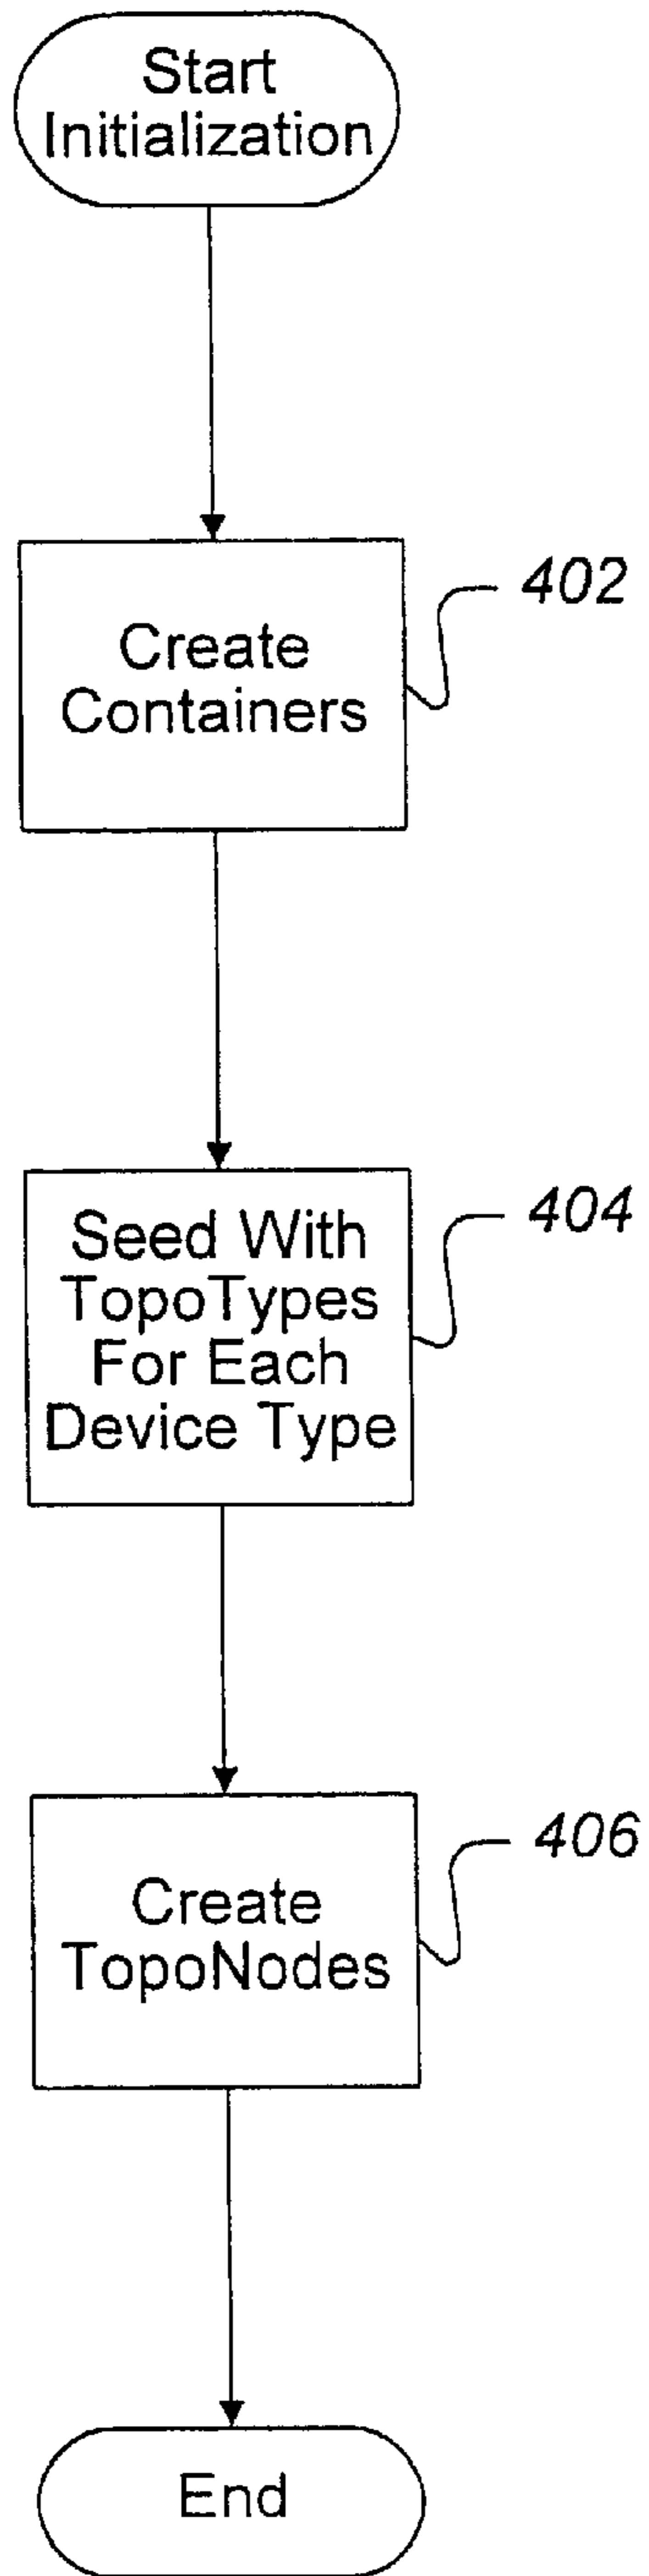 Start
Initialization
Create
Containers
402
Seed With
TopoTypes
For Each
Device Type
404
Create
TopoNodes
406
End